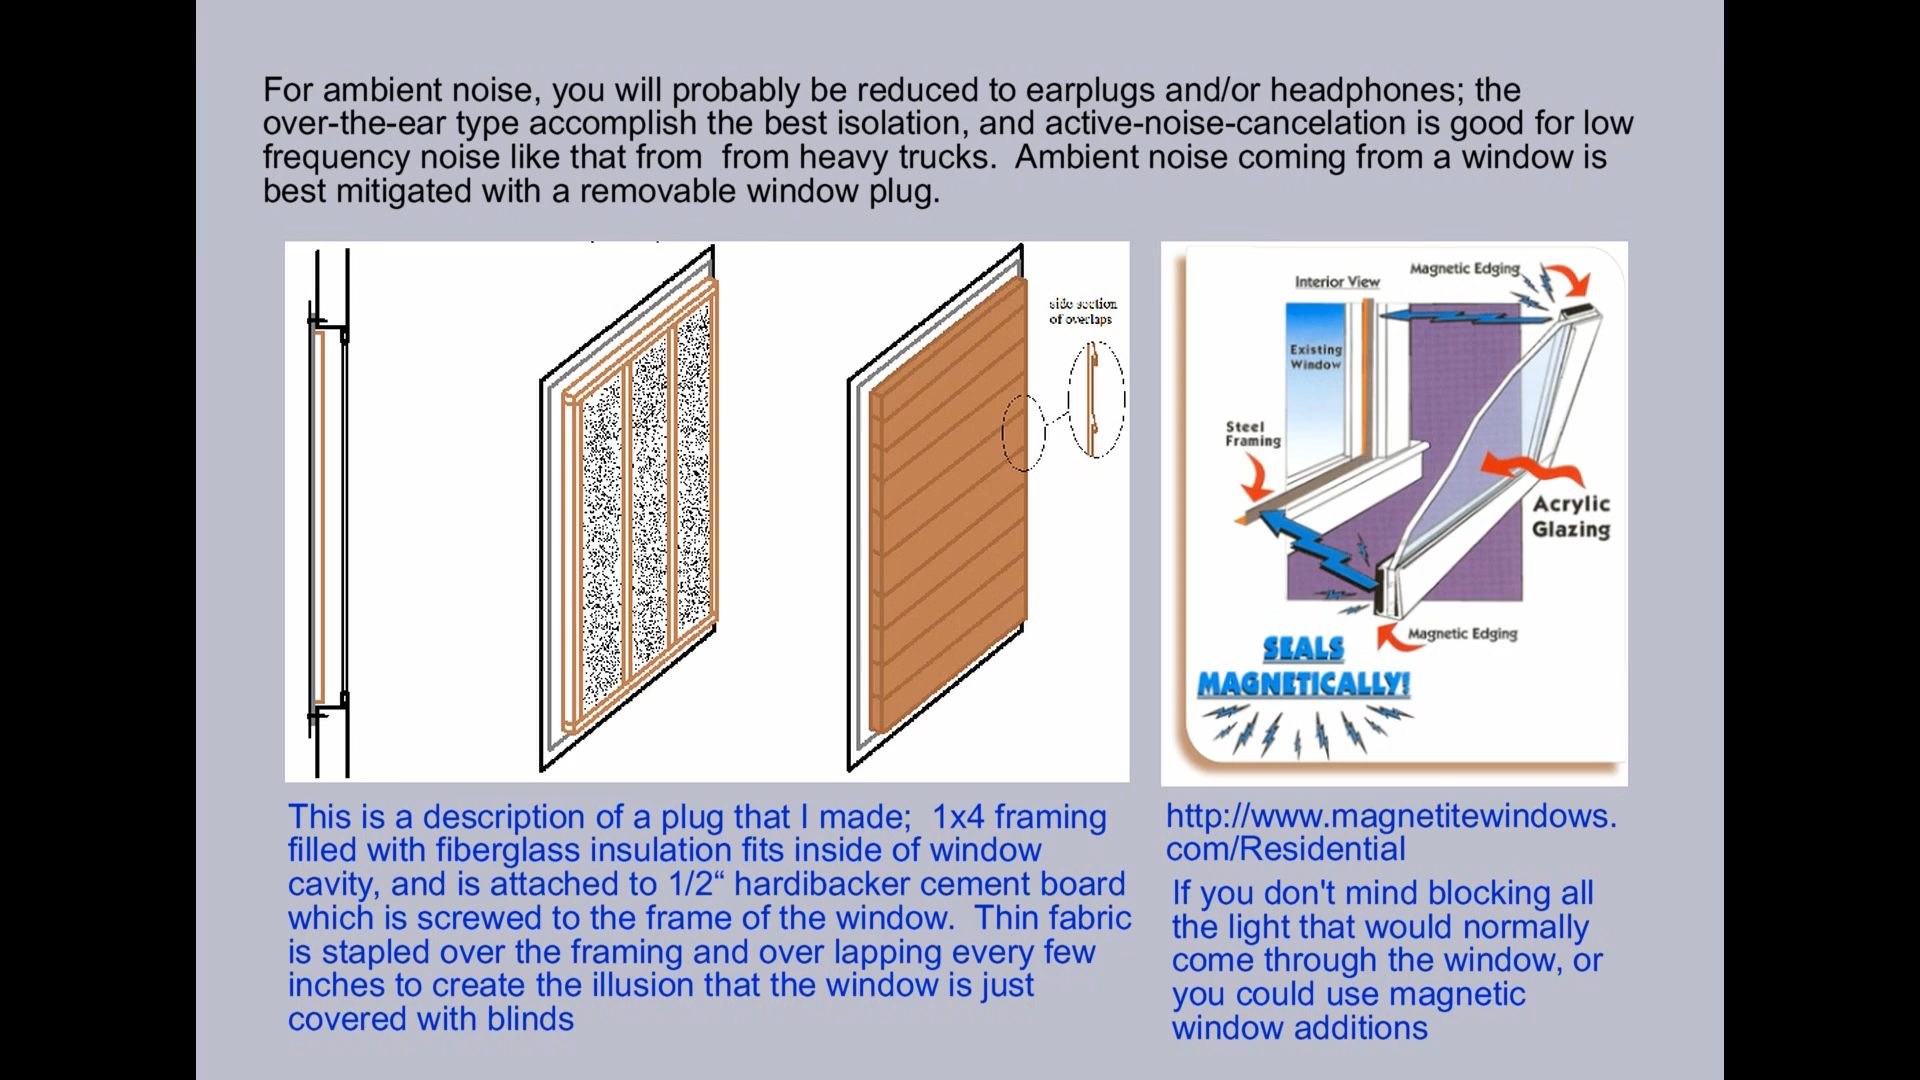 For ambient noise, you will probably be reduced to earplugs and/or headphones; the
over-the-ear type accomplish the best isolation, and active-noise-cancelation is good for low
frequency noise like that from  from heavy trucks.  Ambient noise coming from a window is
best mitigated with a removable window plug.
side section
of overlaps
Interior View
Magnetic Edging
Existing
Window
Steel
Framing
Acrylic
Glazing
Magnetic Edging
SEALS
MAGNETICALLY!
This is a description of a plug that I made;  1x4 framing
filled with fiberglass insulation fits inside of window
cavity, and is attached to 1/2“ hardibacker cement board
which is screwed to the frame of the window.  Thin fabric
is stapled over the framing and over lapping every few
inches to create the illusion that the window is just
covered with blinds
http://www.magnetitewindows.
com/Residential
If you don't mind blocking all
the light that would normally
come through the window, or
you could use magnetic
window additions